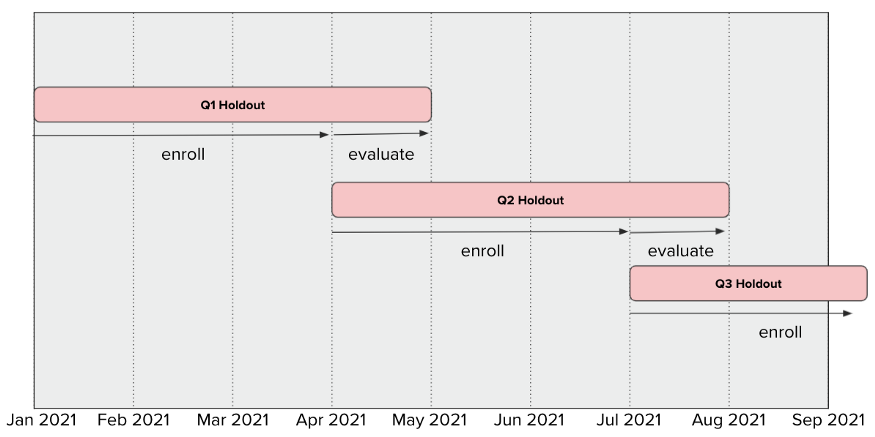 Q1 Holdout
enroll
evaluate
Q2 Holdout
enroll
evaluate
Q3 Holdout
enroll
Jan 2021 Feb 2021 Mar 2021 Apr 2021 May 2021 Jun 2021 Jul 2021 Aug 2021 Sep 2021